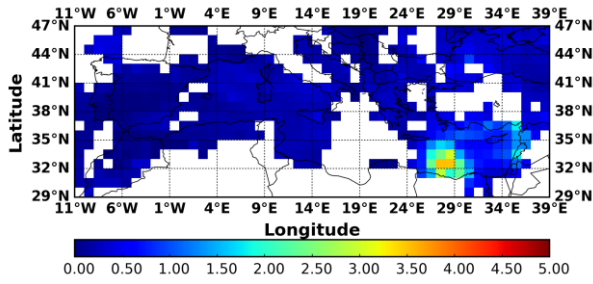 11°W 6°W 1°W 4°E 9°E 14°E 19°E 24°E 29°E 34°E 39°E
47°N 47°N
44°N 44°N
41°N 41°N
38°N 38°N
35°N 35°N
32°N 32°N
29°N 29°N
11°W 6°W 1°W 4°E 9°E 14°E 19°E 24°E 29°E 34°E 39°E
Latitude
Longitude
0.00 0.50 1.00 1.50 2.00 2.50 3.00 3.50 4.00 4.50 5.00